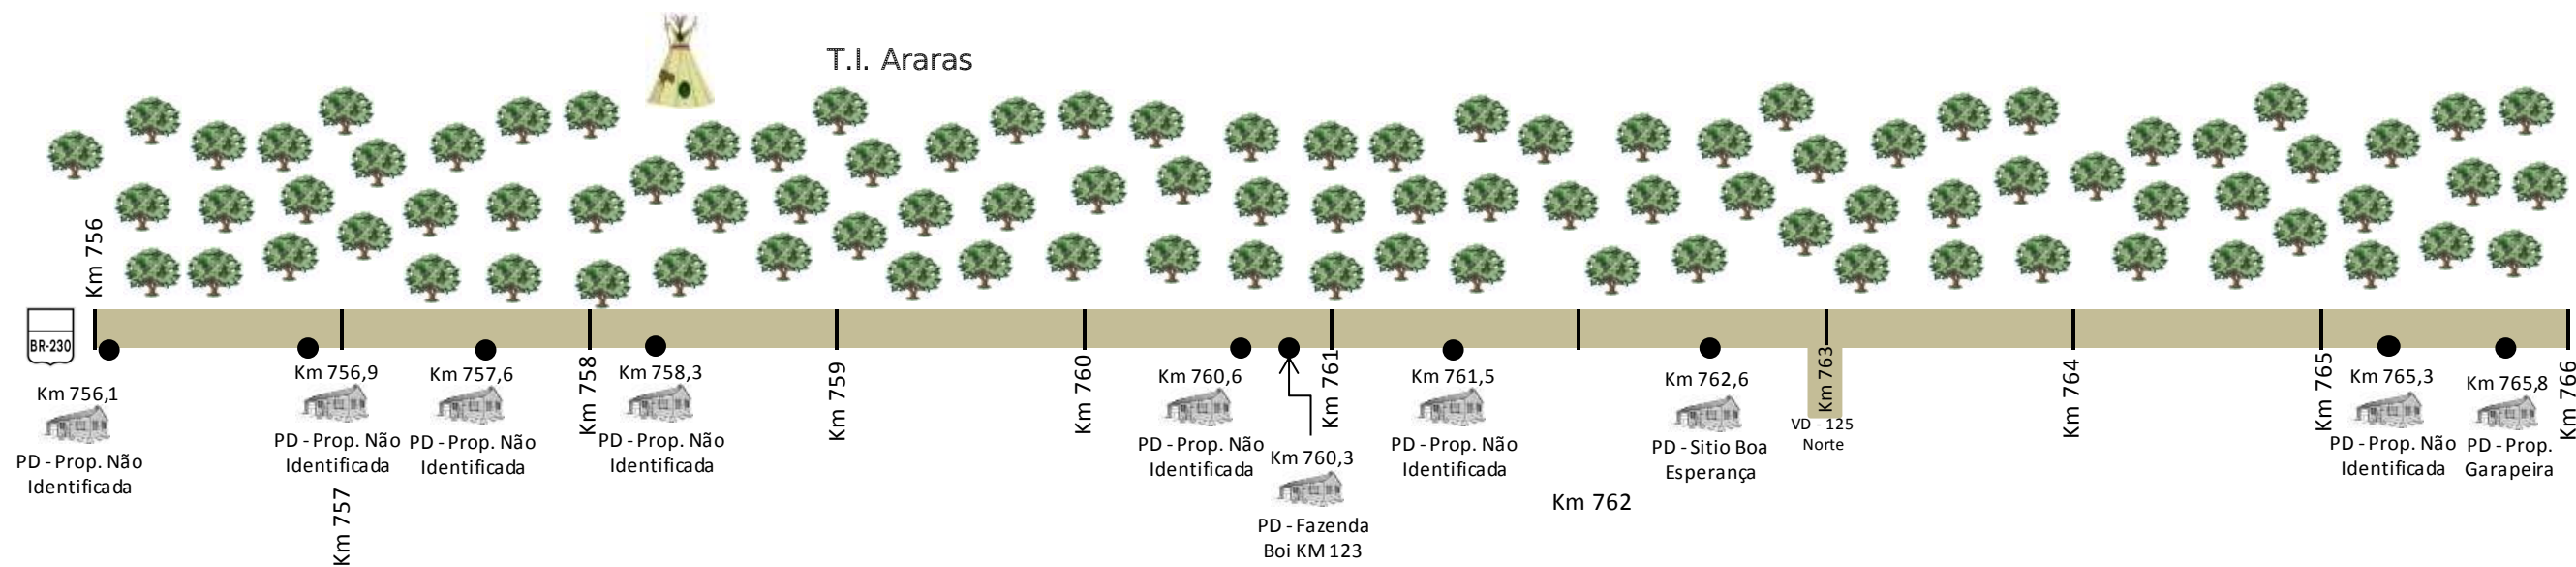 T.I. Araras
Km 756
BR-230
Km 756,1
PD - Prop. Não
Identificada
Km 756,9
PD - Prop. Não
Identificada
Km 757
Km 757,6
PD - Prop. Não
Identificada
Km 758
Km 758,3
PD - Prop. Não
Identificada
Km 759
Km 760
Km 760,6
PD - Prop. Não
Identificada
Km 760,3
PD - Fazenda
Boi KM 123
Km 761
Km 761,5
PD - Prop. Não
Identificada
Km 762
Km 762,6
PD - Sitio Boa
Esperança
Km 763
VD - 125
Norte
Km 764
Km 765
Km 765,3
PD - Prop. Não
Identificada
Km 765,8
PD - Prop.
Garapeira
Km 766